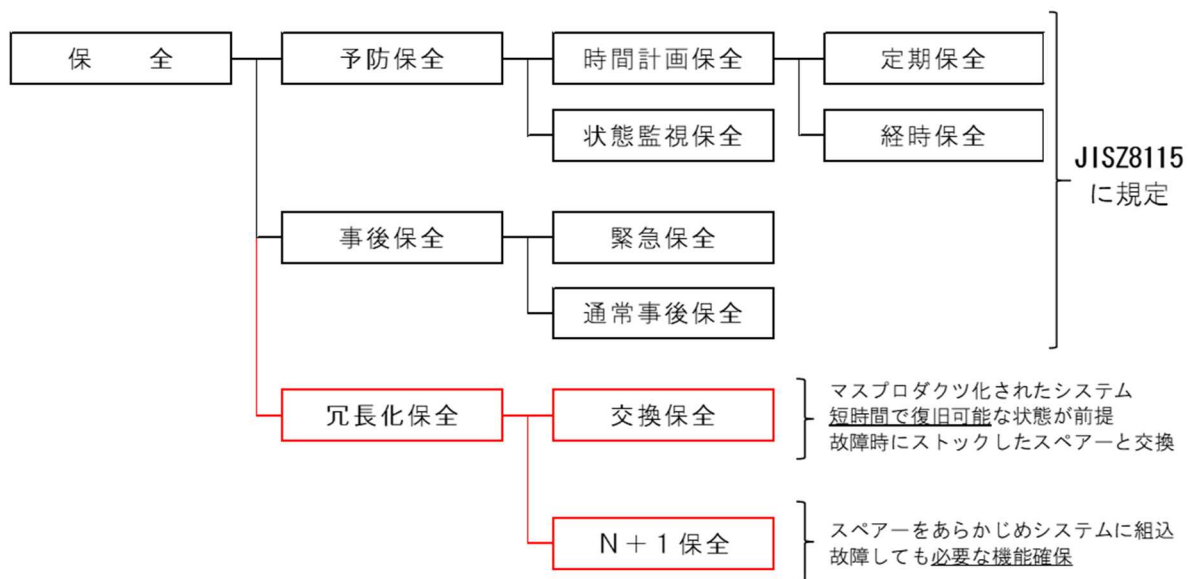 保　　全
予防保全
時間計画保全
定期保全
状態監視保全
経時保全
JISZ8115
に規定
事後保全
緊急保全
通常事後保全
冗長化保全
交換保全
マスプロダクツ化されたシステム
短時間で復旧可能な状態が前提
故障時にストックしたスペアーと交換
Ｎ＋１保全
スペアーをあらかじめシステムに組込
故障しても必要な機能確保